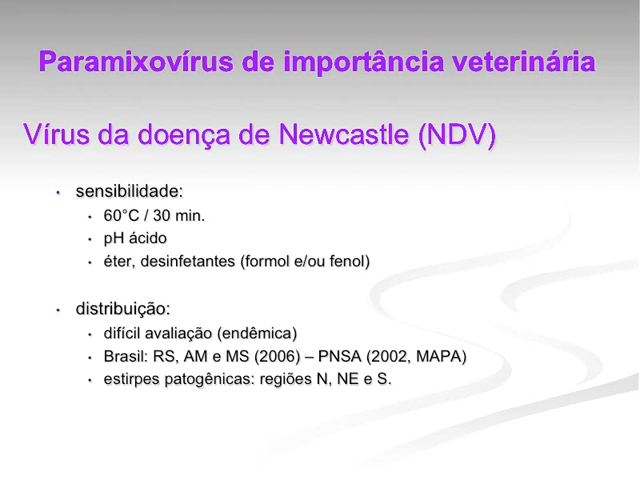 Paramixovírus de importância veterinária
Vírus da doença de Newcastle (NDV)
• sensibilidade:
• 60°C / 30 min.
• pH ácido
• éter, desinfetantes (formol e/ou fenol)
• distribuição:
• difícil avaliação (endêmica)
• Brasil: RS, AM e MS (2006) – PNSA (2002, MAPA)
• estirpes patogênicas: regiões N, NE e S.